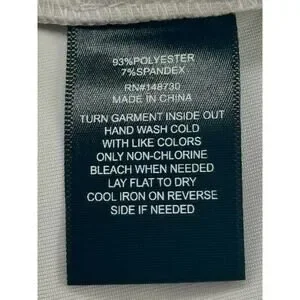 93%POLYESTER
7%SPANDEX
RN#148730
MADE IN CHINA
TURN GARMENT INSIDE OUT
HAND WASH COLD
WITH LIKE COLORS
ONLY NON-CHLORINE
BLEACH WHEN NEEDED
LAY FLAT TO DRY
COOL IRON ON REVERSE
SIDE IF NEEDED